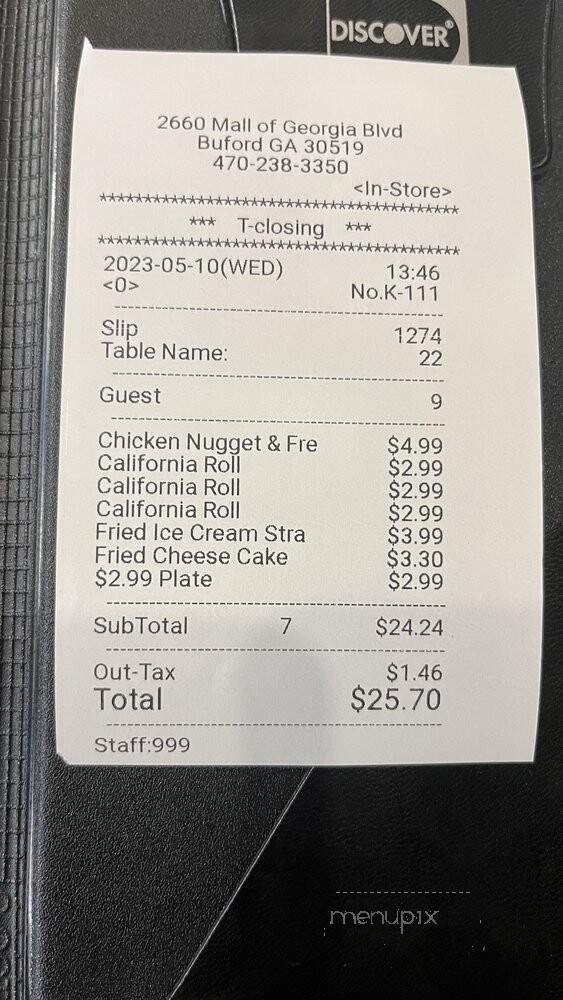 DISCOVER®
2660 Mall of Georgia Blvd
Buford GA 30519
470-238-3350
<In-Store>
****************************************
*** T-closing ***
****************************************
2023-05-10(WED) 13:46
<0> No.K-111
----------------------------------------
Slip 1274
Table Name: 22
----------------------------------------
Guest 9
----------------------------------------
Chicken Nugget & Fre $4.99
California Roll $2.99
California Roll $2.99
California Roll $2.99
Fried Ice Cream Stra $3.99
Fried Cheese Cake $3.30
$2.99 Plate $2.99
----------------------------------------
SubTotal 7 $24.24
----------------------------------------
Out-Tax $1.46
Total $25.70
----------------------------------------
Staff:999
menupix